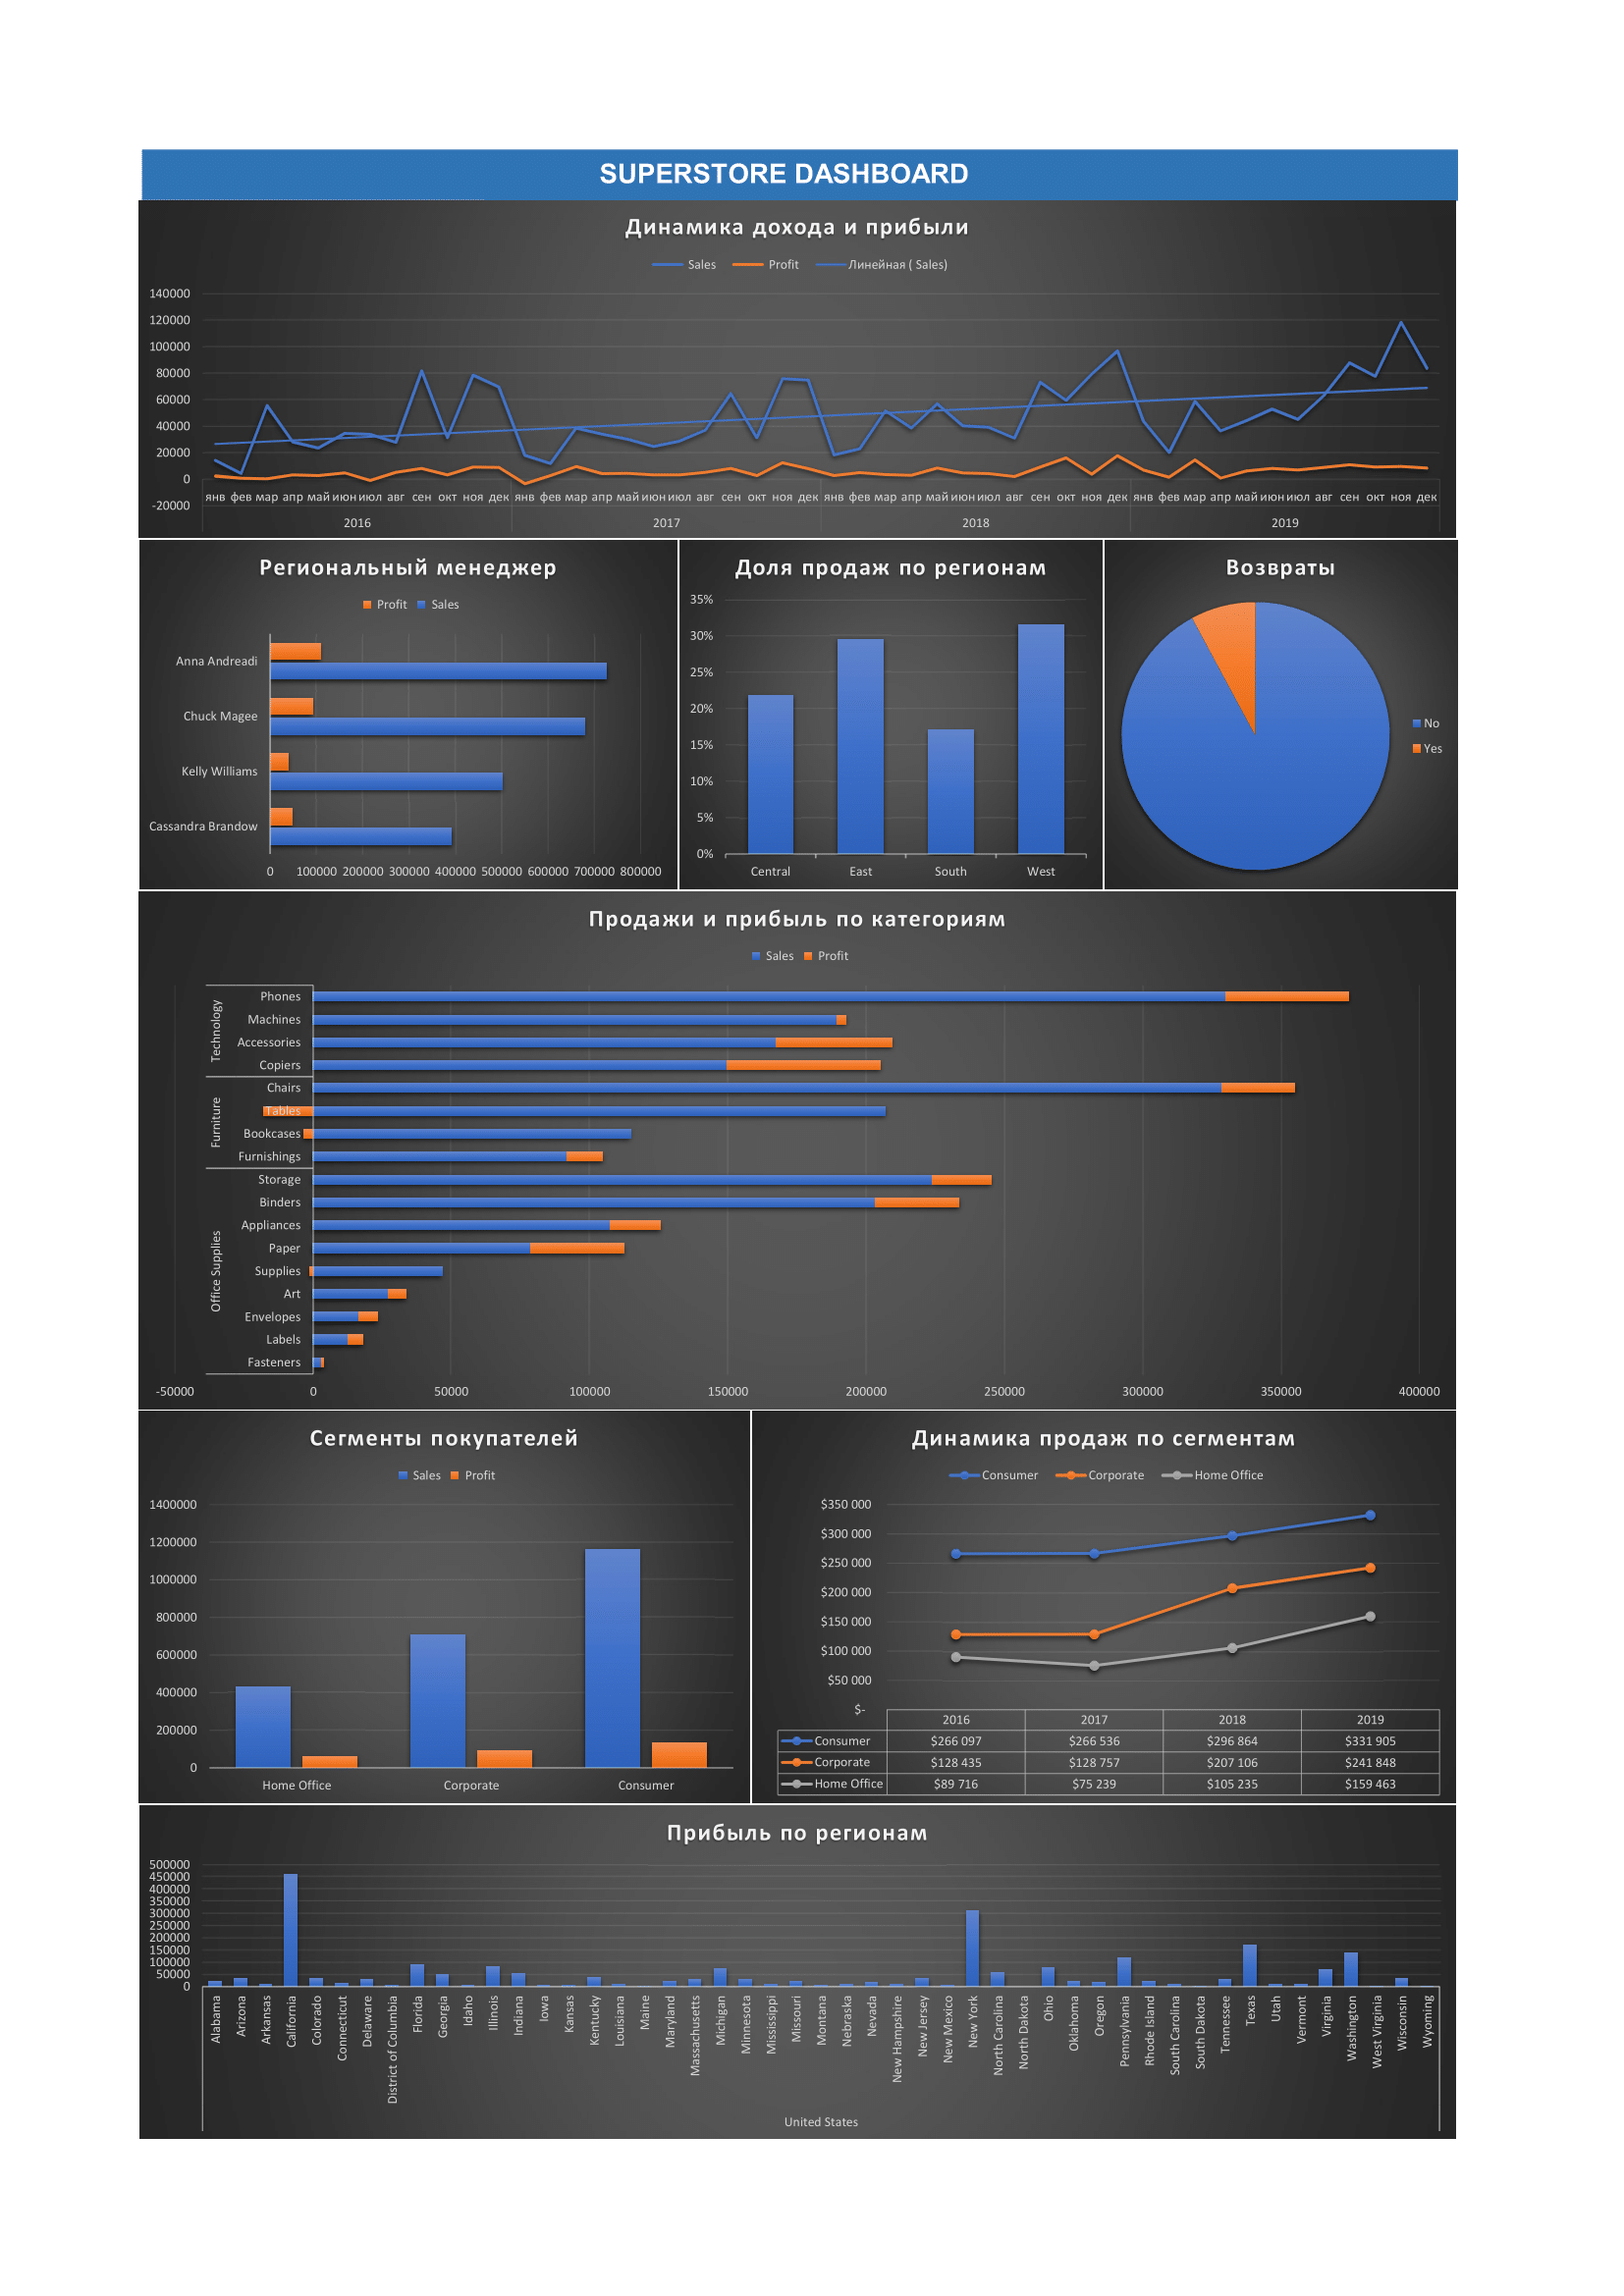 SUPERSTORE DASHBOARD
Динамика дохода и прибыли
Sales Profit Линейная ( Sales)
140000
120000
100000
80000
60000
40000
20000
0
-20000
янв фев мар апр май июн июл авг сен окт ноя дек янв фев мар апр май июн июл авг сен окт ноя дек янв фев мар апр май июн июл авг сен окт ноя дек янв фев мар апр май июн июл авг сен окт ноя дек
2016 2017 2018 2019
Региональный менеджер
Profit Sales
Anna Andreadi
Chuck Magee
Kelly Williams
Cassandra Brandow
0 100000 200000 300000 400000 500000 600000 700000 800000
Доля продаж по регионам
35%
30%
25%
20%
15%
10%
5%
0%
Central East South West
Возвраты
No
Yes
Продажи и прибыль по категориям
Sales Profit
Technology
Phones
Machines
Accessories
Copiers
Furniture
Chairs
Tables
Bookcases
Furnishings
Office Supplies
Storage
Binders
Appliances
Paper
Supplies
Art
Envelopes
Labels
Fasteners
-50000 0 50000 100000 150000 200000 250000 300000 350000 400000
Сегменты покупателей
Sales Profit
1400000
1200000
1000000
800000
600000
400000
200000
0
Home Office Corporate Consumer
Динамика продаж по сегментам
Consumer Corporate Home Office
$350 000
$300 000
$250 000
$200 000
$150 000
$100 000
$50 000
$-
2016 2017 2018 2019
Consumer $266 097 $266 536 $296 864 $331 905
Corporate $128 435 $128 757 $207 106 $241 848
Home Office $89 716 $75 239 $105 235 $159 463
Прибыль по регионам
500000
450000
400000
350000
300000
250000
200000
150000
100000
50000
0
Alabama
Arizona
Arkansas
California
Colorado
Connecticut
Delaware
District of Columbia
Florida
Georgia
Idaho
Illinois
Indiana
Iowa
Kansas
Kentucky
Louisiana
Maine
Maryland
Massachusetts
Michigan
Minnesota
Mississippi
Missouri
Montana
Nebraska
Nevada
New Hampshire
New Jersey
New Mexico
New York
North Carolina
North Dakota
Ohio
Oklahoma
Oregon
Pennsylvania
Rhode Island
South Carolina
South Dakota
Tennessee
Texas
Utah
Vermont
Virginia
Washington
West Virginia
Wisconsin
Wyoming
United States